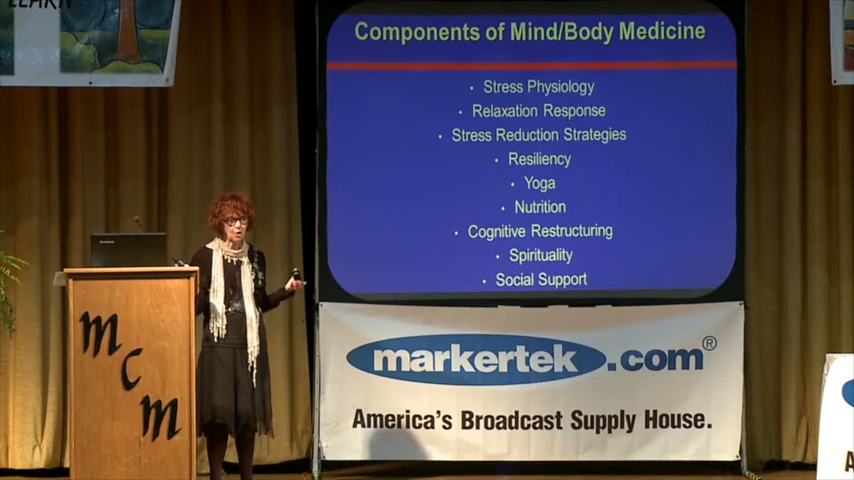 LEARN
Components of Mind/Body Medicine
• Stress Physiology
• Relaxation Response
• Stress Reduction Strategies
• Resiliency
• Yoga
• Nutrition
• Cognitive Restructuring
• Spirituality
• Social Support
markertek.com®
America's Broadcast Supply House.
mcm